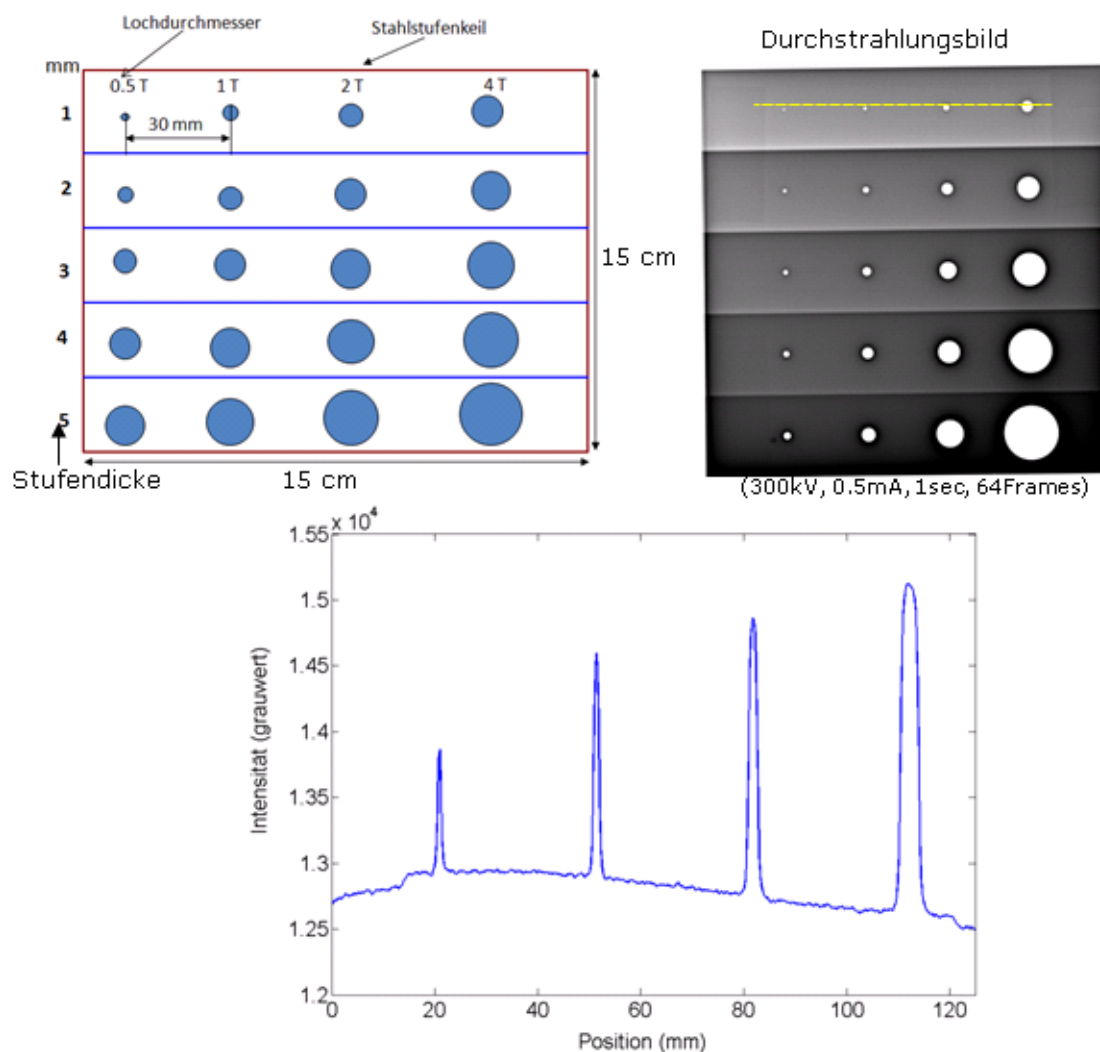 Lochdurchmesser
Stahlstufenkeil
mm
0.5 T 1 T 2 T 4 T
1
30 mm
2
3
4
5
15 cm
Stufendicke
15 cm
Durchstrahlungsbild
(300kV, 0.5mA, 1sec, 64Frames)
x 10⁴
1.55
1.5
1.45
1.4
1.35
1.3
1.25
1.2
Intensität (grauwert)
0 20 40 60 80 100 120
Position (mm)